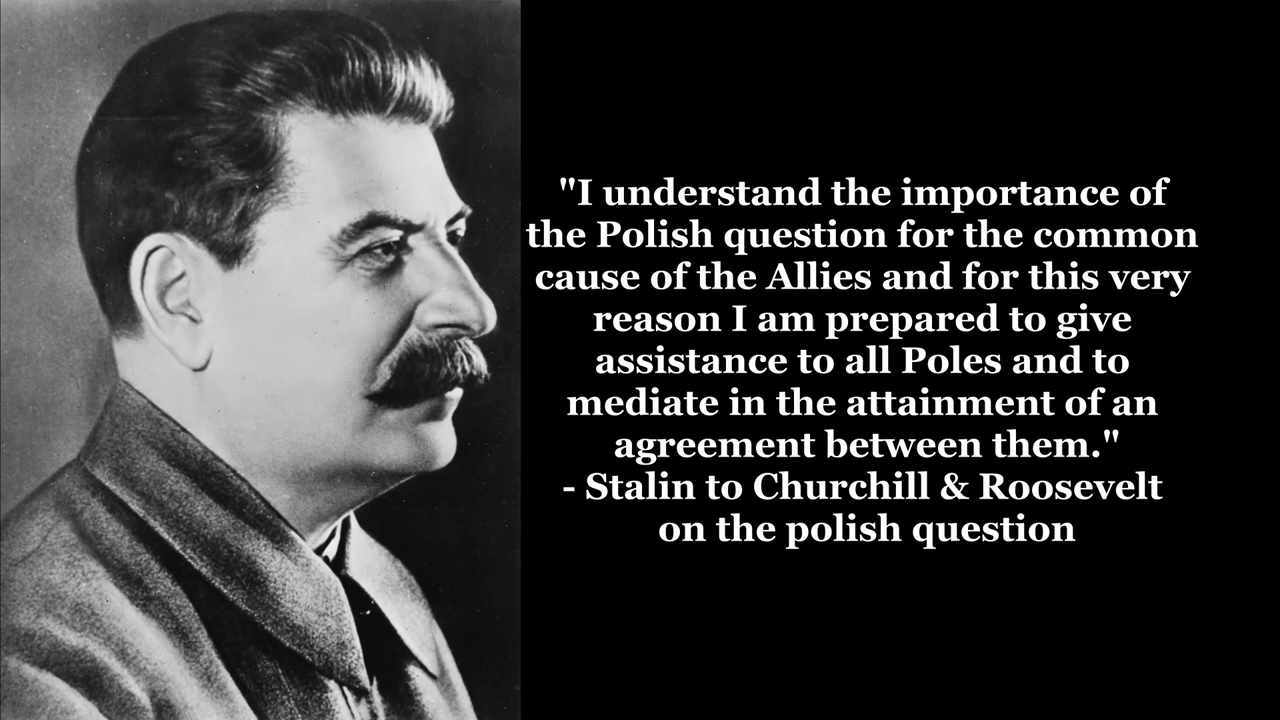 "I understand the importance of
the Polish question for the common
cause of the Allies and for this very
reason I am prepared to give
assistance to all Poles and to
mediate in the attainment of an
agreement between them."
- Stalin to Churchill & Roosevelt
on the polish question